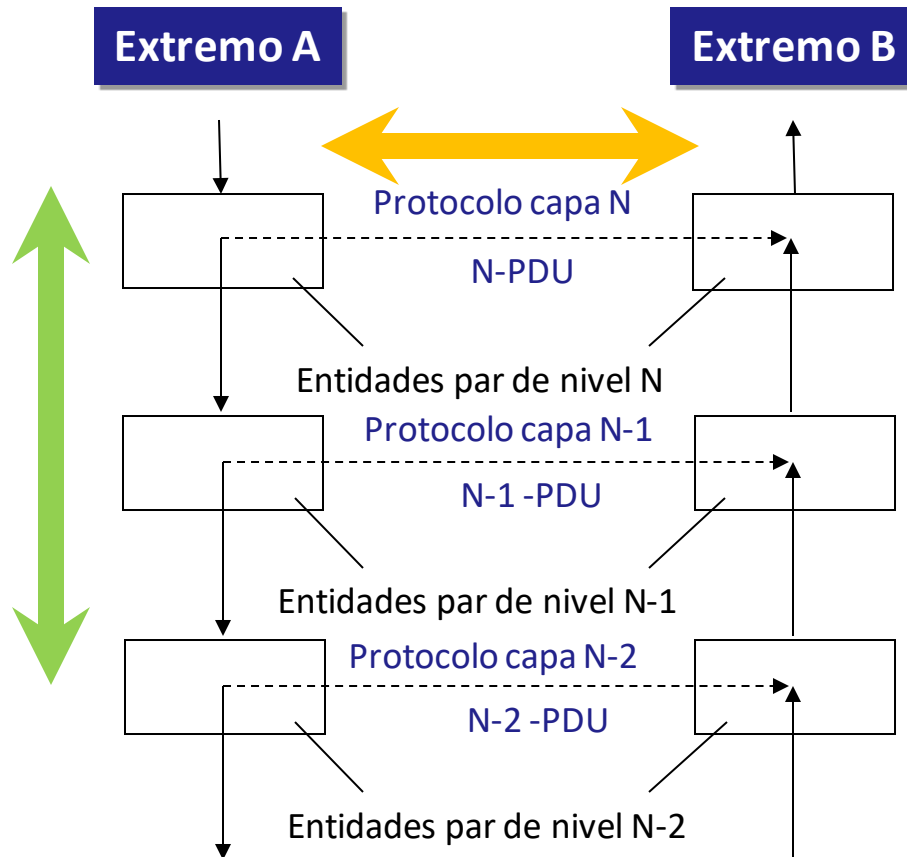 Extremo A
Extremo B
Protocolo capa N
N-PDU
Entidades par de nivel N
Protocolo capa N-1
N-1 -PDU
Entidades par de nivel N-1
Protocolo capa N-2
N-2 -PDU
Entidades par de nivel N-2